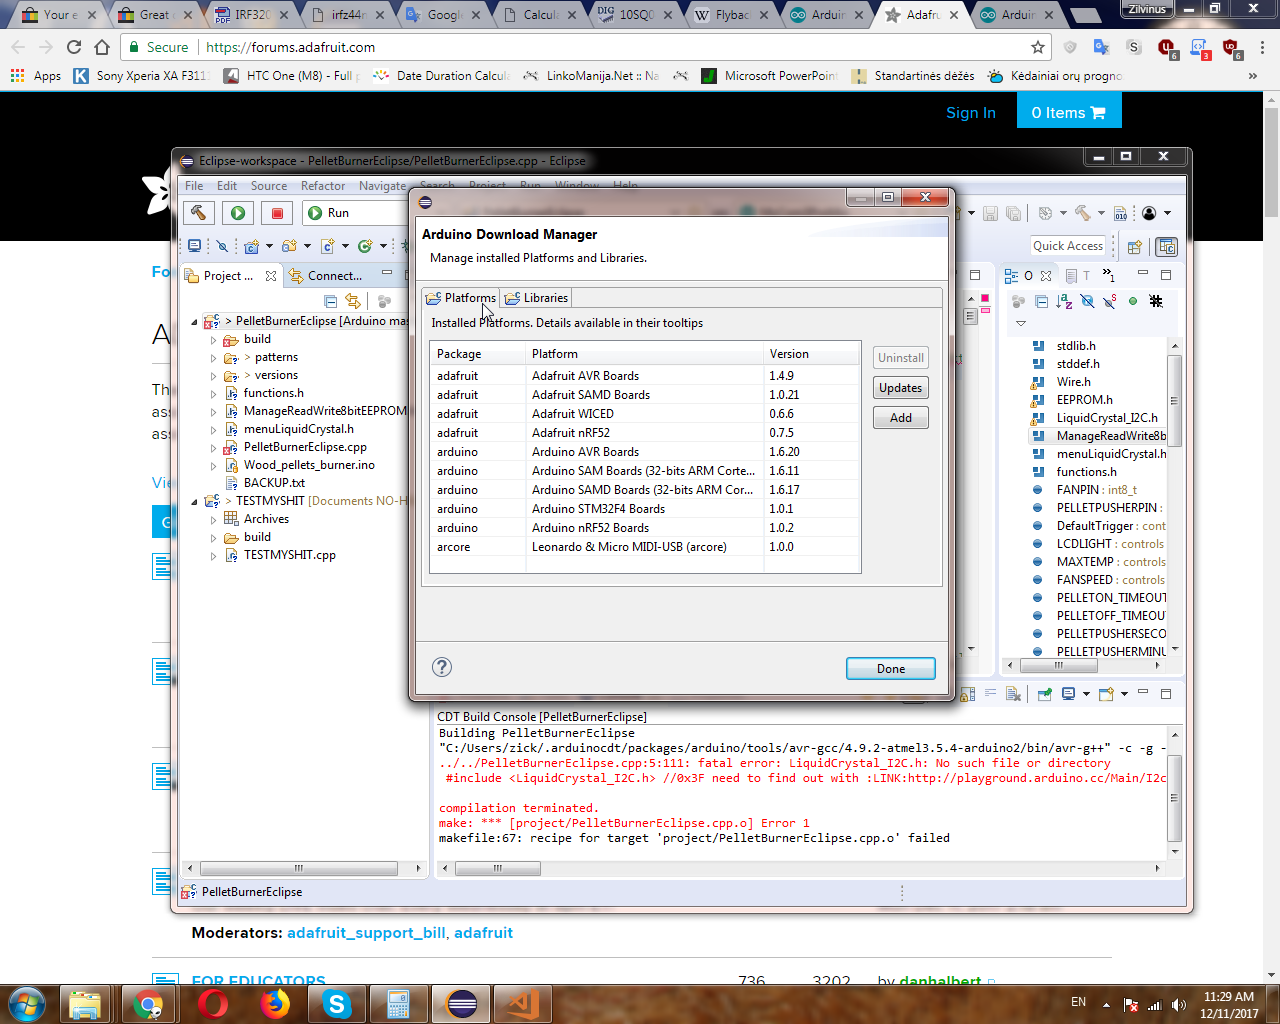 Zilvinus
Your e
Great
IRF320
irfz44n
Google
Calcula
10SQ0
Flyback
Arduin
Adafru
Arduin
Secure
https://forums.adafruit.com
Apps
Sony Xperia XA F311
HTC One (M8) - Full
Date Duration Calcul
LinkoManija.Net :: Na
Microsoft PowerPoint
Standartinės dėžės
Kėdainiai orų progno
»
Sign In
0 Items
Eclipse-workspace - PelletBurnerEclipse/PelletBurnerEclipse.cpp - Eclipse
File Edit Source Refactor Navigate Search Project Run Window Help
Run
Quick Access
Project
Connect...
> PelletBurnerEclipse [Arduino mas
build
> patterns
> versions
functions.h
ManageReadWrite8bitEEPROM
menuLiquidCrystal.h
PelletBurnerEclipse.cpp
Wood_pellets_burner.ino
BACKUP.txt
> TESTMYSHIT [Documents NO-H
Archives
build
TESTMYSHIT.cpp
Arduino Download Manager
Manage installed Platforms and Libraries.
Platforms
Libraries
Installed Platforms. Details available in their tooltips
Package Platform Version
adafruit Adafruit AVR Boards 1.4.9
adafruit Adafruit SAMD Boards 1.0.21
adafruit Adafruit WICED 0.6.6
adafruit Adafruit nRF52 0.7.5
arduino Arduino AVR Boards 1.6.20
arduino Arduino SAM Boards (32-bits ARM Corte... 1.6.11
arduino Arduino SAMD Boards (32-bits ARM Cor... 1.6.17
arduino Arduino STM32F4 Boards 1.0.1
arduino Arduino nRF52 Boards 1.0.2
arcore Leonardo & Micro MIDI-USB (arcore) 1.0.0
Uninstall
Updates
Add
Done
stdlib.h
stddef.h
Wire.h
EEPROM.h
LiquidCrystal_I2C.h
ManageReadWrite8b
menuLiquidCrystal.h
functions.h
FANPIN : int8_t
PELLETPUSHERPIN :
DefaultTrigger : contro
LCDLIGHT : controls
MAXTEMP : controls
FANSPEED : controls
PELLETON_TIMEOUT
PELLETOFF_TIMEOU
PELLETPUSHERSECO
PELLETPUSHERMINU
CDT Build Console [PelletBurnerEclipse]
Building PelletBurnerEclipse
"C:/Users/zick/.arduinocdt/packages/arduino/tools/avr-gcc/4.9.2-atmel3.5.4-arduino2/bin/avr-g++" -c -g -
../../PelletBurnerEclipse.cpp:5:111: fatal error: LiquidCrystal_I2C.h: No such file or directory
#include <LiquidCrystal_I2C.h> //0x3F need to find out with :LINK:http://playground.arduino.cc/Main/I2c
compilation terminated.
make: *** [project/PelletBurnerEclipse.cpp.o] Error 1
makefile:67: recipe for target 'project/PelletBurnerEclipse.cpp.o' failed
PelletBurnerEclipse
Moderators: adafruit_support_bill, adafruit
FOR EDUCATORS 736 3202 by danhalbert
EN
11:29 AM
12/11/2017